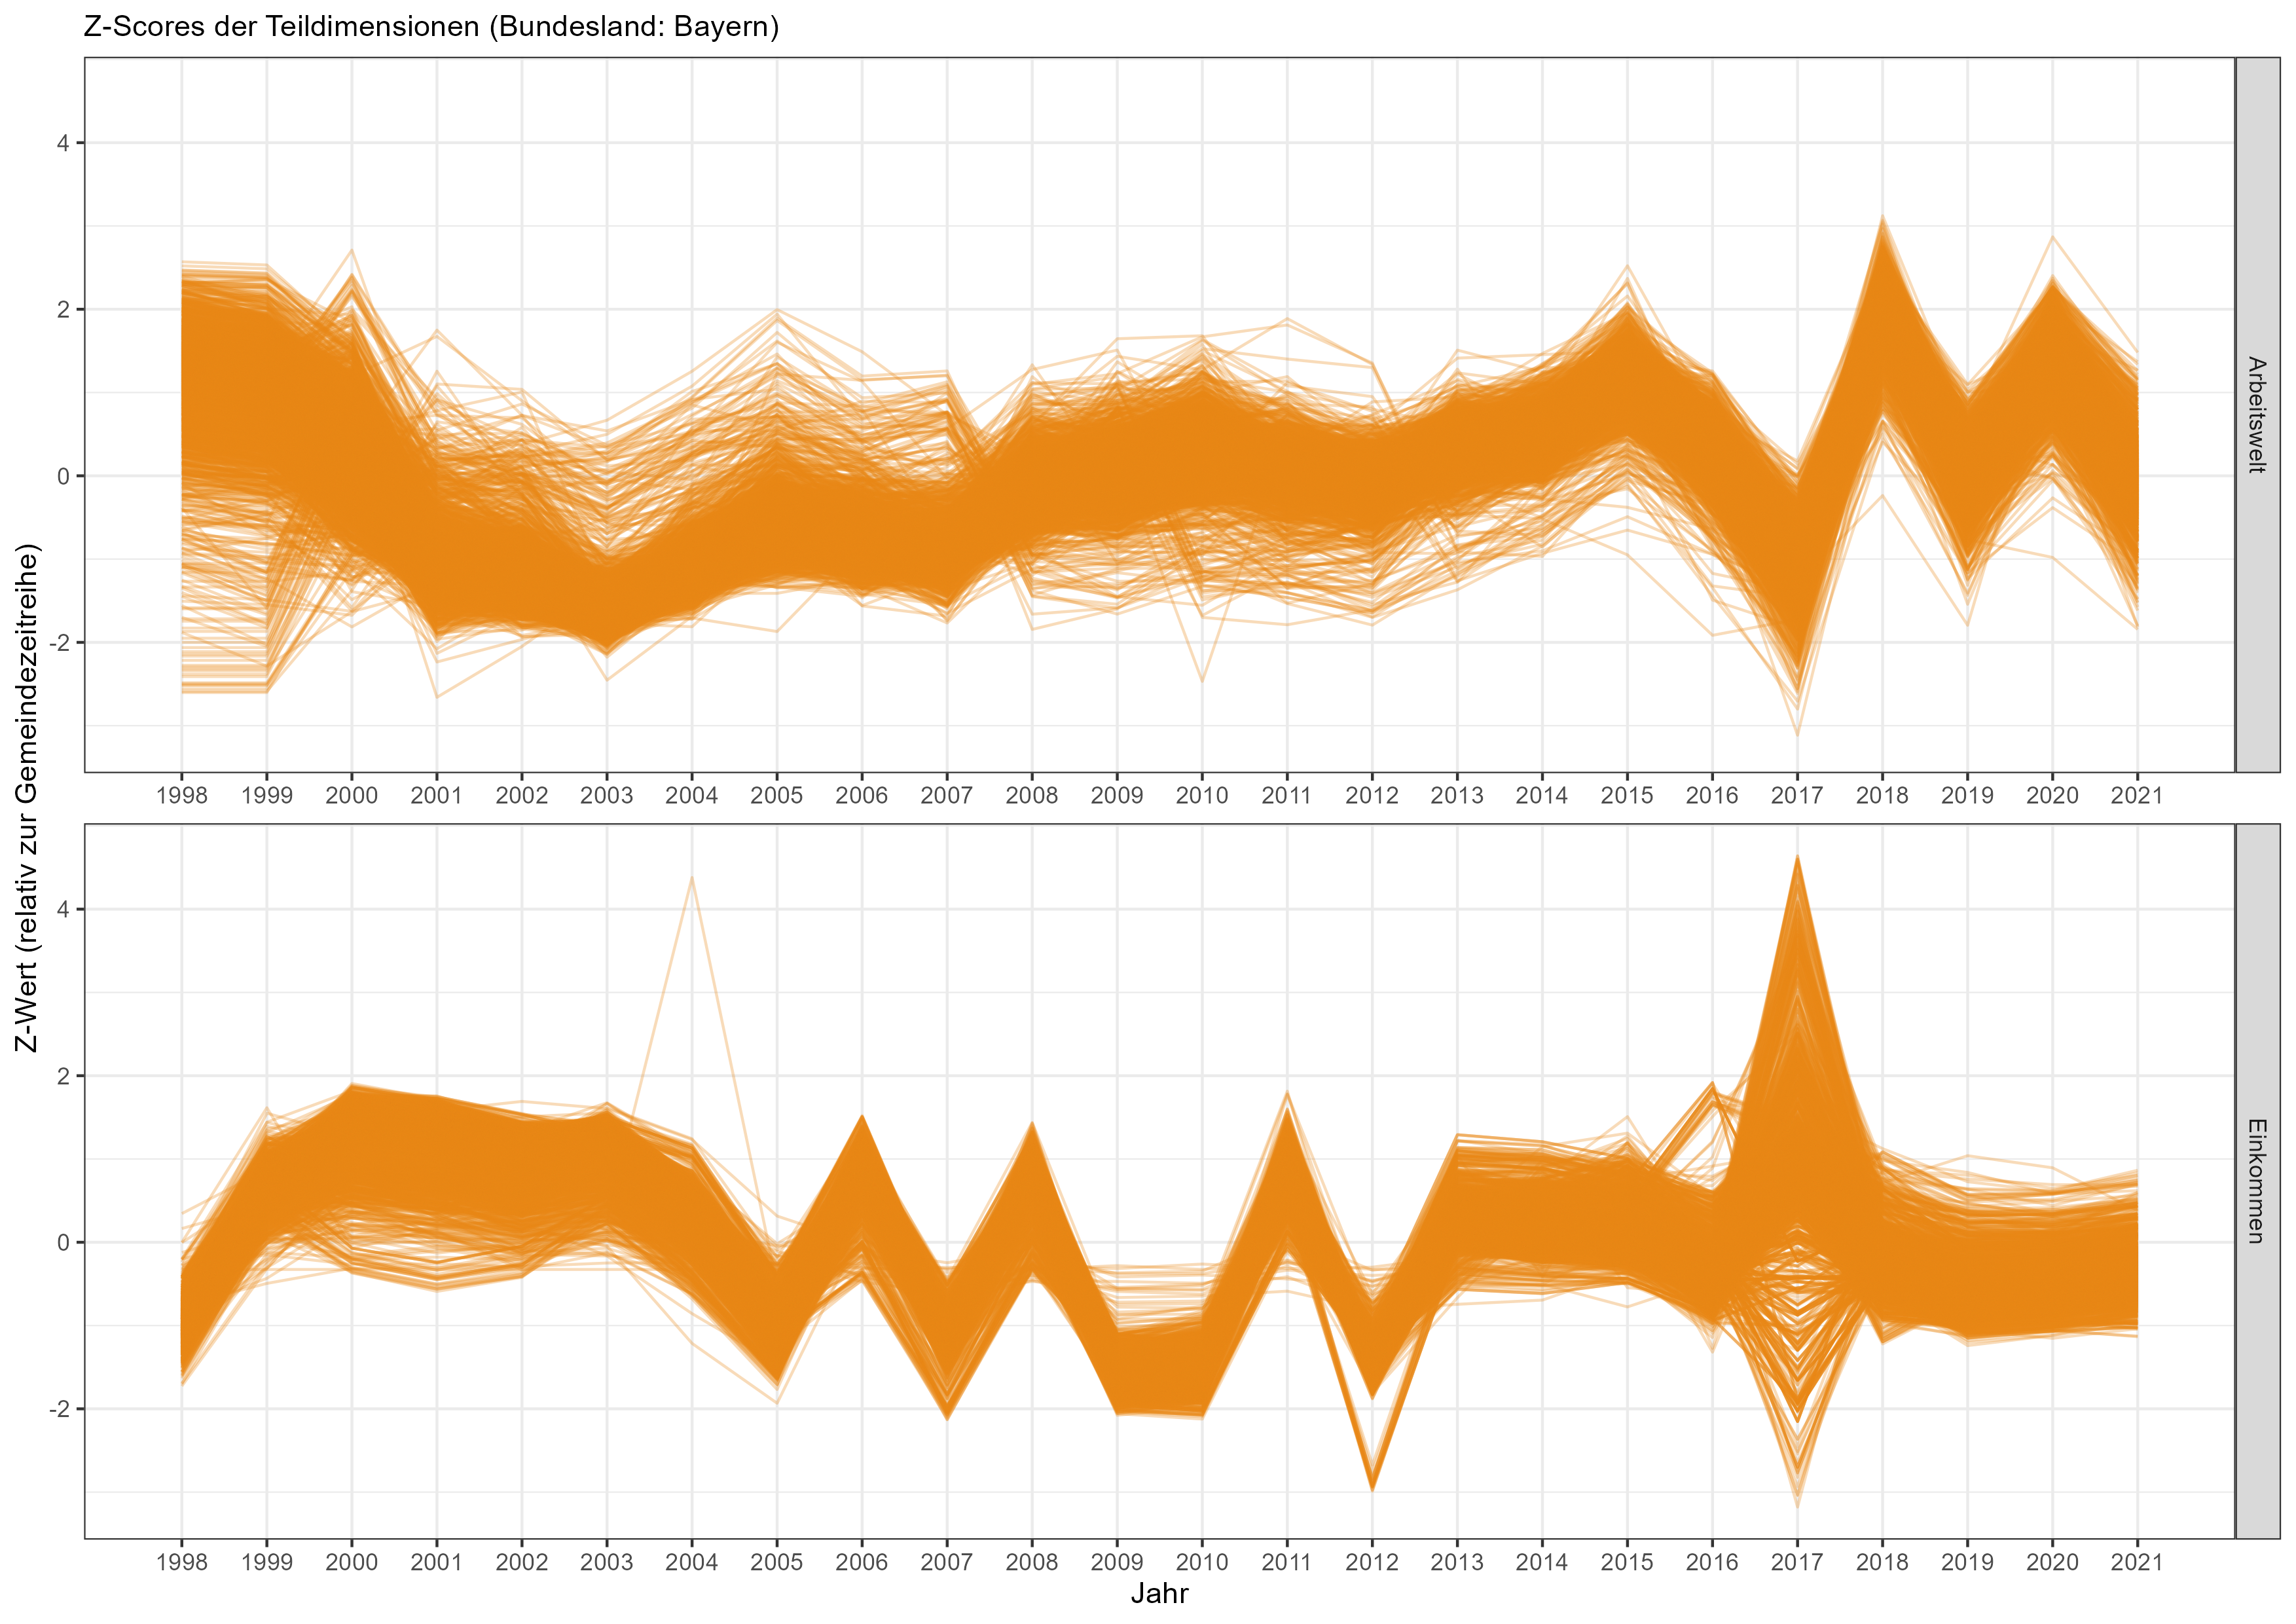 Z-Scores der Teildimensionen (Bundesland: Bayern)
Z-Wert (relativ zur Gemeindezeitreihe)
4
2
0
-2
Arbeitswelt
1998 1999 2000 2001 2002 2003 2004 2005 2006 2007 2008 2009 2010 2011 2012 2013 2014 2015 2016 2017 2018 2019 2020 2021
4
2
0
-2
Einkommen
1998 1999 2000 2001 2002 2003 2004 2005 2006 2007 2008 2009 2010 2011 2012 2013 2014 2015 2016 2017 2018 2019 2020 2021
Jahr